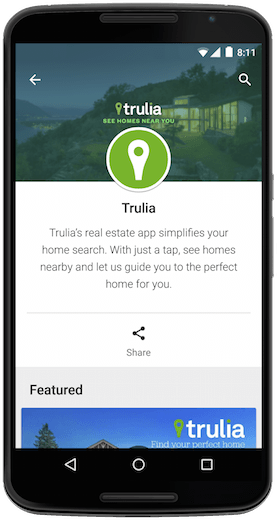 8:11
trulia
SEE HOMES NEAR YOU
Trulia
Trulia's real estate app simplifies your
home search. With just a tap, see homes
nearby and let us guide you to the perfect
home for you.
Share
Featured
trulia
Find your perfect home